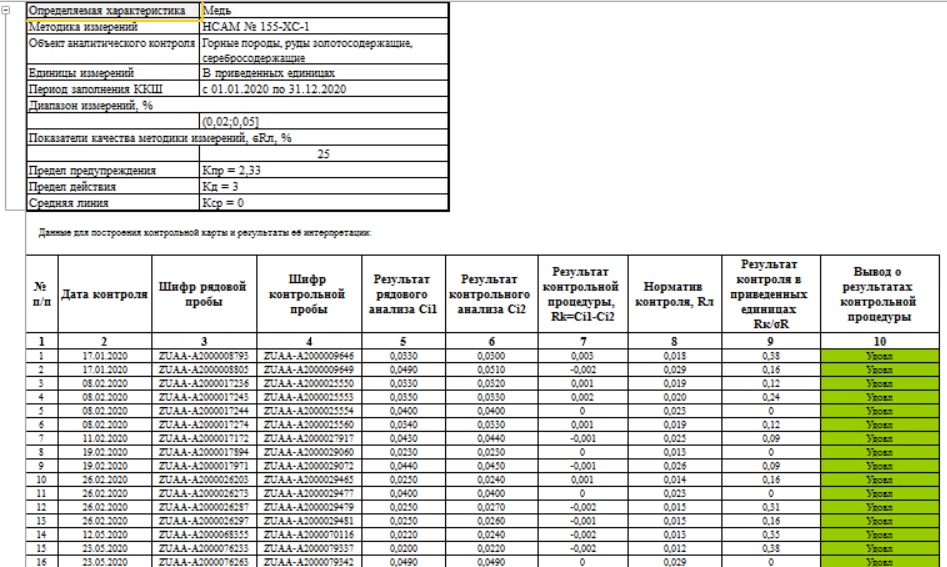 Определяемая характеристика Медь
Методика измерений НСАМ № 155-ХС-1
Объект аналитического контроля Горные породы, руды золотосодержащие,
серебросодержащие
Единицы измерений В приведенных единицах
Период заполнения ККШ с 01.01.2020 по 31.12.2020
Диапазон измерений, %
(0,02;0,05]
Показатели качества методики измерений, σRл, %
25
Предел предупреждения Кпр = 2,33
Предел действия Кд = 3
Средняя линия Кср = 0
Данные для построения контрольной карты и результаты её интерпретации:
№ п/п Дата контроля Шифр рядовой пробы Шифр контрольной пробы Результат рядового анализа Ci1 Результат контрольного анализа Ci2 Результат контрольной процедуры, Rk=Ci1-Ci2 Норматив контроля, Rл Результат контроля в приведенных единицах Rк/σR Вывод о результатах контрольной процедуры
1 2 3 4 5 6 7 8 9 10
1 17.01.2020 ZUAA-A2000008793 ZUAA-A2000009646 0,0330 0,0300 0,003 0,018 0,38 Удовл
2 17.01.2020 ZUAA-A2000008805 ZUAA-A2000009649 0,0490 0,0510 -0,002 0,029 0,16 Удовл
3 08.02.2020 ZUAA-A2000017236 ZUAA-A2000025550 0,0330 0,0320 0,001 0,019 0,12 Удовл
4 08.02.2020 ZUAA-A2000017243 ZUAA-A2000025553 0,0350 0,0330 0,002 0,020 0,24 Удовл
5 08.02.2020 ZUAA-A2000017244 ZUAA-A2000025554 0,0400 0,0400 0 0,023 0 Удовл
6 08.02.2020 ZUAA-A2000017274 ZUAA-A2000025560 0,0340 0,0330 0,001 0,019 0,12 Удовл
7 11.02.2020 ZUAA-A2000017172 ZUAA-A2000027917 0,0430 0,0440 -0,001 0,025 0,09 Удовл
8 19.02.2020 ZUAA-A2000017894 ZUAA-A2000029060 0,0230 0,0230 0 0,013 0 Удовл
9 19.02.2020 ZUAA-A2000017971 ZUAA-A2000029072 0,0440 0,0450 -0,001 0,026 0,09 Удовл
10 26.02.2020 ZUAA-A2000026203 ZUAA-A2000029465 0,0250 0,0240 0,001 0,014 0,16 Удовл
11 26.02.2020 ZUAA-A2000026273 ZUAA-A2000029477 0,0400 0,0400 0 0,023 0 Удовл
12 26.02.2020 ZUAA-A2000026287 ZUAA-A2000029479 0,0250 0,0270 -0,002 0,015 0,31 Удовл
13 26.02.2020 ZUAA-A2000026297 ZUAA-A2000029481 0,0250 0,0260 -0,001 0,015 0,16 Удовл
14 12.05.2020 ZUAA-A2000068355 ZUAA-A2000070116 0,0220 0,0240 -0,002 0,013 0,35 Удовл
15 23.05.2020 ZUAA-A2000076233 ZUAA-A2000079337 0,0200 0,0220 -0,002 0,012 0,38 Удовл
16 23.05.2020 ZUAA-A2000076263 ZUAA-A2000079342 0,0490 0,0490 0 0,029 0 Удовл